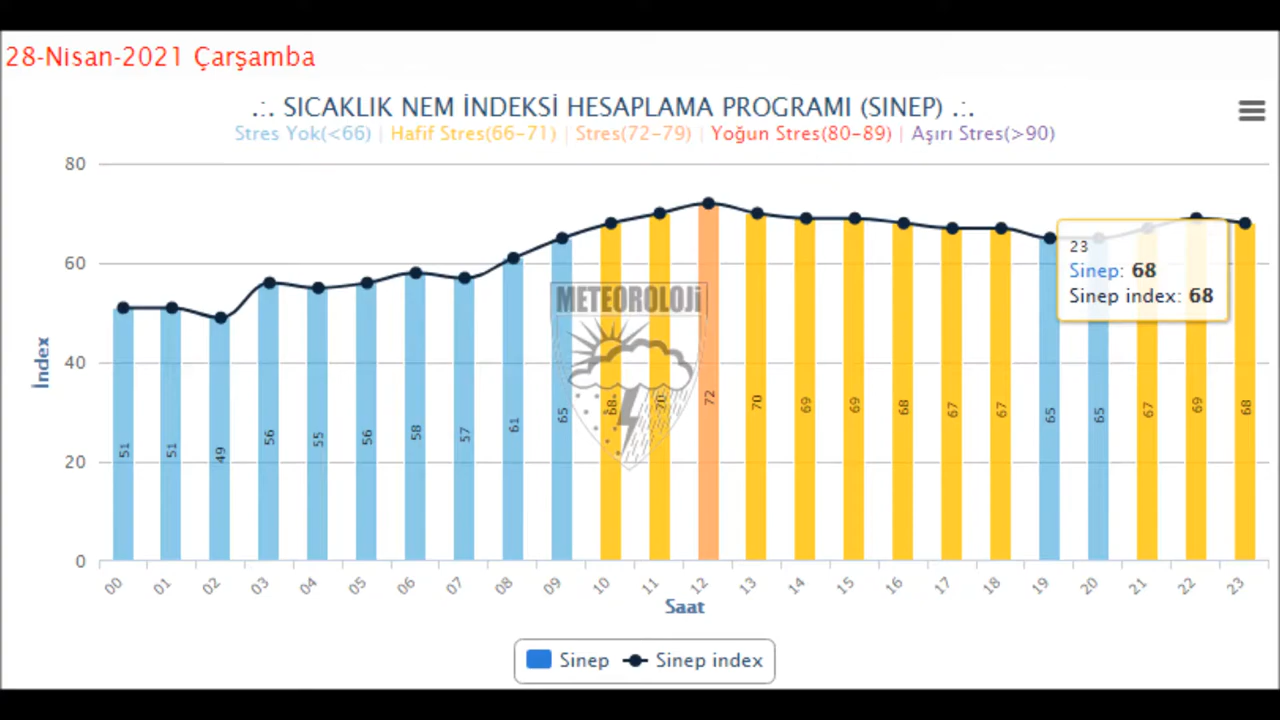 28-Nisan-2021 Çarşamba
.:. SICAKLIK NEM İNDEKSİ HESAPLAMA PROGRAMI (SINEP) .:.
Stres Yok(<66) | Hafif Stres(66-71) | Stres(72-79) | Yoğun Stres(80-89) | Aşırı Stres(>90)
80
60
40
20
0
İndex
METEOROLOJİ
51 51 49 56 55 56 58 57 61 65 68 70 72 70 69 69 68 67 67 65 65 67 69 68
23
Sinep: 68
Sinep index: 68
00 01 02 03 04 05 06 07 08 09 10 11 12 13 14 15 16 17 18 19 20 21 22 23
Saat
Sinep Sinep index